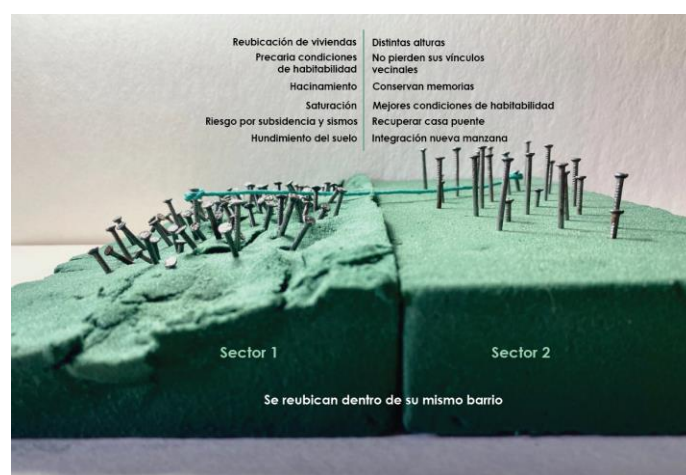 Reubicación de viviendas
Precaria condiciones
de habitabilidad
Hacinamiento
Saturación
Riesgo por subsidencia y sismos
Hundimiento del suelo
Distintas alturas
No pierden sus vínculos
vecinales
Conservan memorias
Mejores condiciones de habitabilidad
Recuperar casa puente
Integración nueva manzana
Sector 1
Sector 2
Se reubican dentro de su mismo barrio